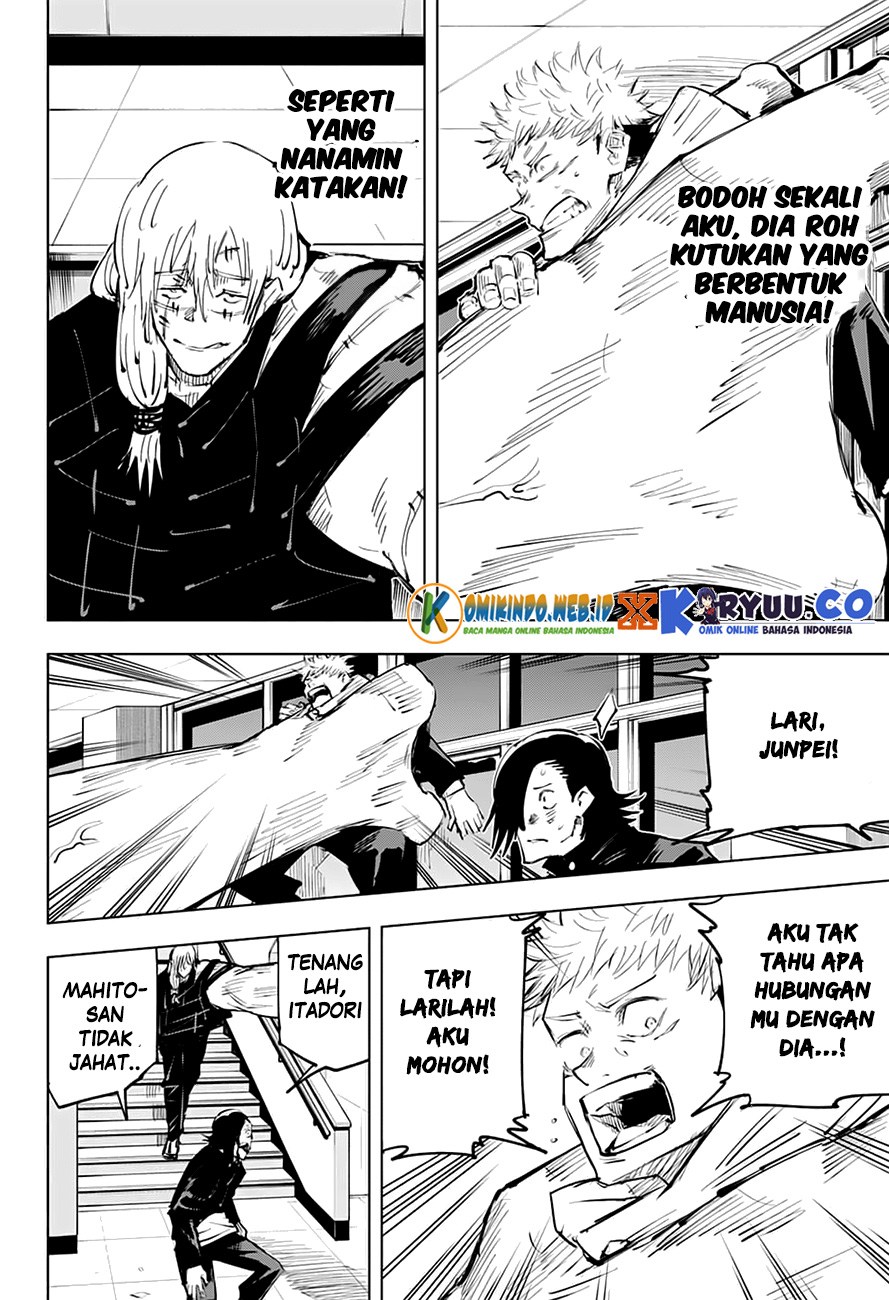 BODOH SEKALI
AKU, DIA ROH
KUTUKAN YANG
BERBENTUK
MANUSIA!
SEPERTI
YANG
NANAMIN
KATAKAN!
KOMIKINDO.WEB.ID
BACA MANGA ONLINE BAHASA INDONESIA
X
KIRYUU.CO
OMIK ONLINE BAHASA INDONESIA
LARI,
JUNPEI!
AKU TAK
TAHU APA
HUBUNGAN
MU DENGAN
DIA...!
TAPI
LARILAH!
AKU
MOHON!
TENANG
LAH,
ITADORI
MAHITO-
SAN
TIDAK
JAHAT..